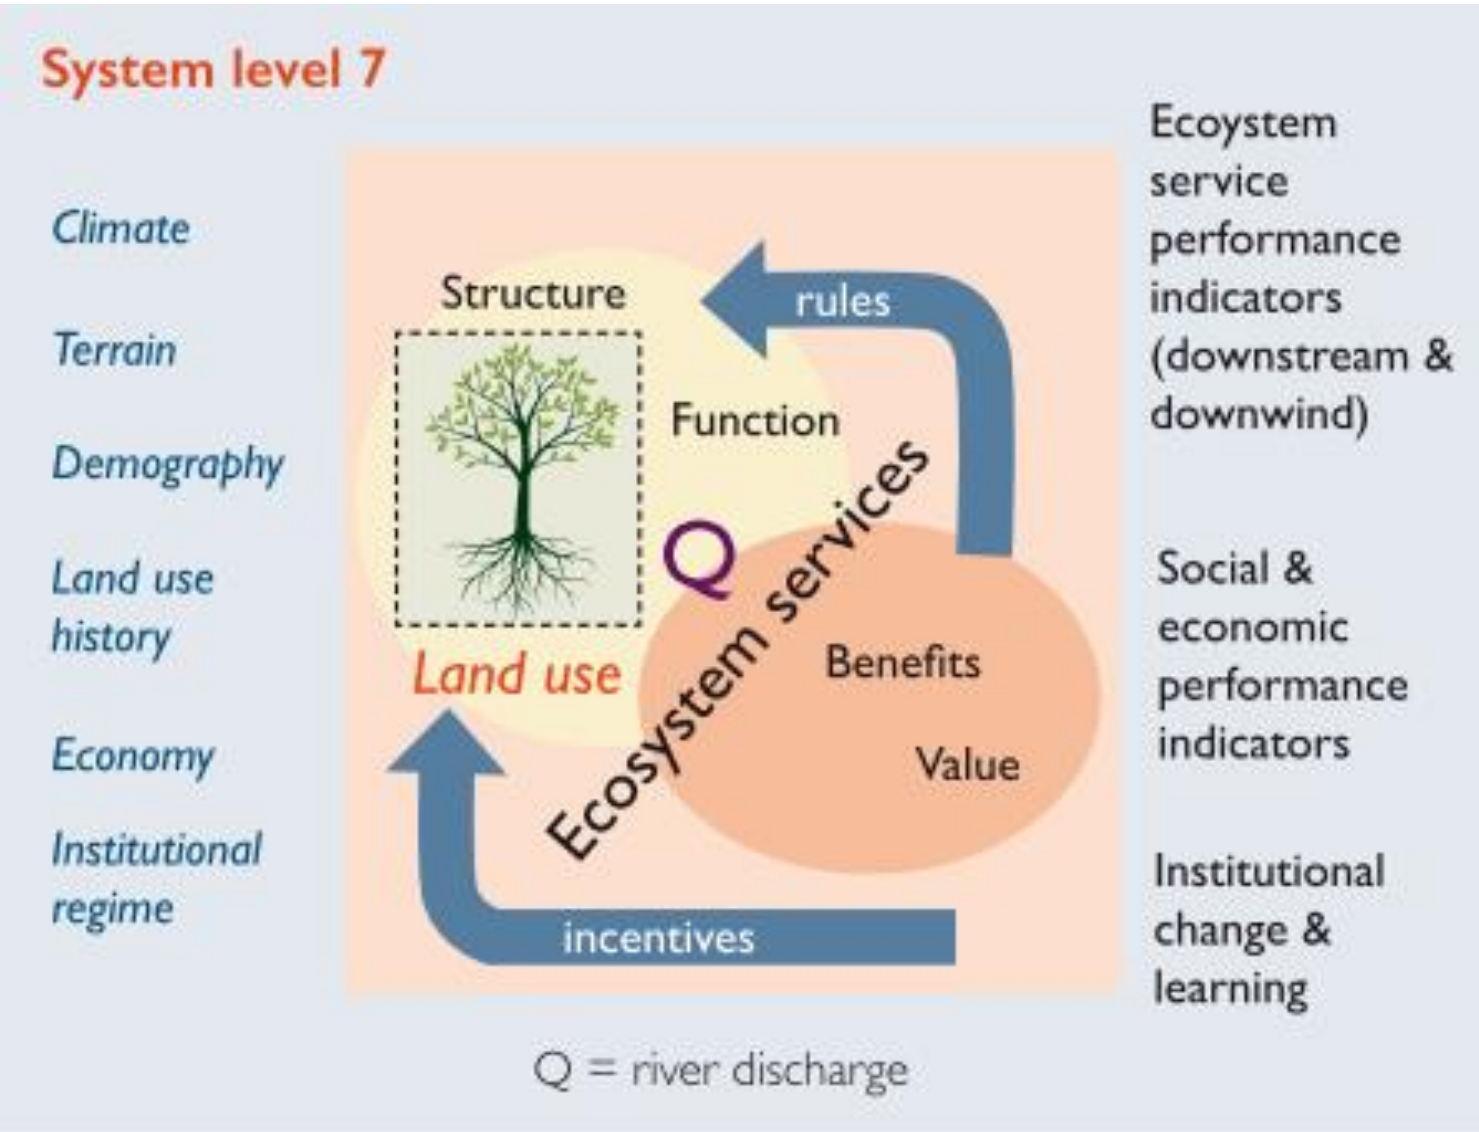 System level 7
Climate
Terrain
Demography
Land use
history
Economy
Institutional
regime
Structure
rules
Function
Q
Ecosystem services
Land use
Benefits
Value
incentives
Ecoystem
service
performance
indicators
(downstream &
downwind)
Social &
economic
performance
indicators
Institutional
change &
learning
Q = river discharge